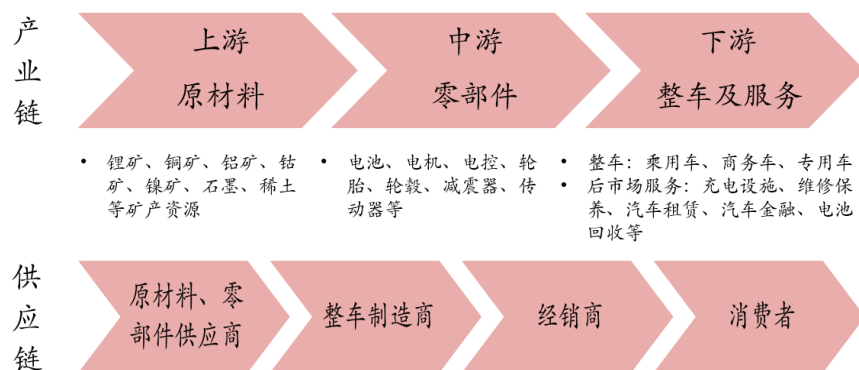 产业链
上游
原材料
中游
零部件
下游
整车及服务
• 锂矿、铜矿、铝矿、钴
矿、镍矿、石墨、稀土
等矿产资源
• 电池、电机、电控、轮
胎、轮毂、减震器、传
动器等
• 整车：乘用车、商务车、专用车
• 后市场服务：充电设施、维修保
养、汽车租赁、汽车金融、电池
回收等
供应链
原材料、零
部件供应商
整车制造商
经销商
消费者